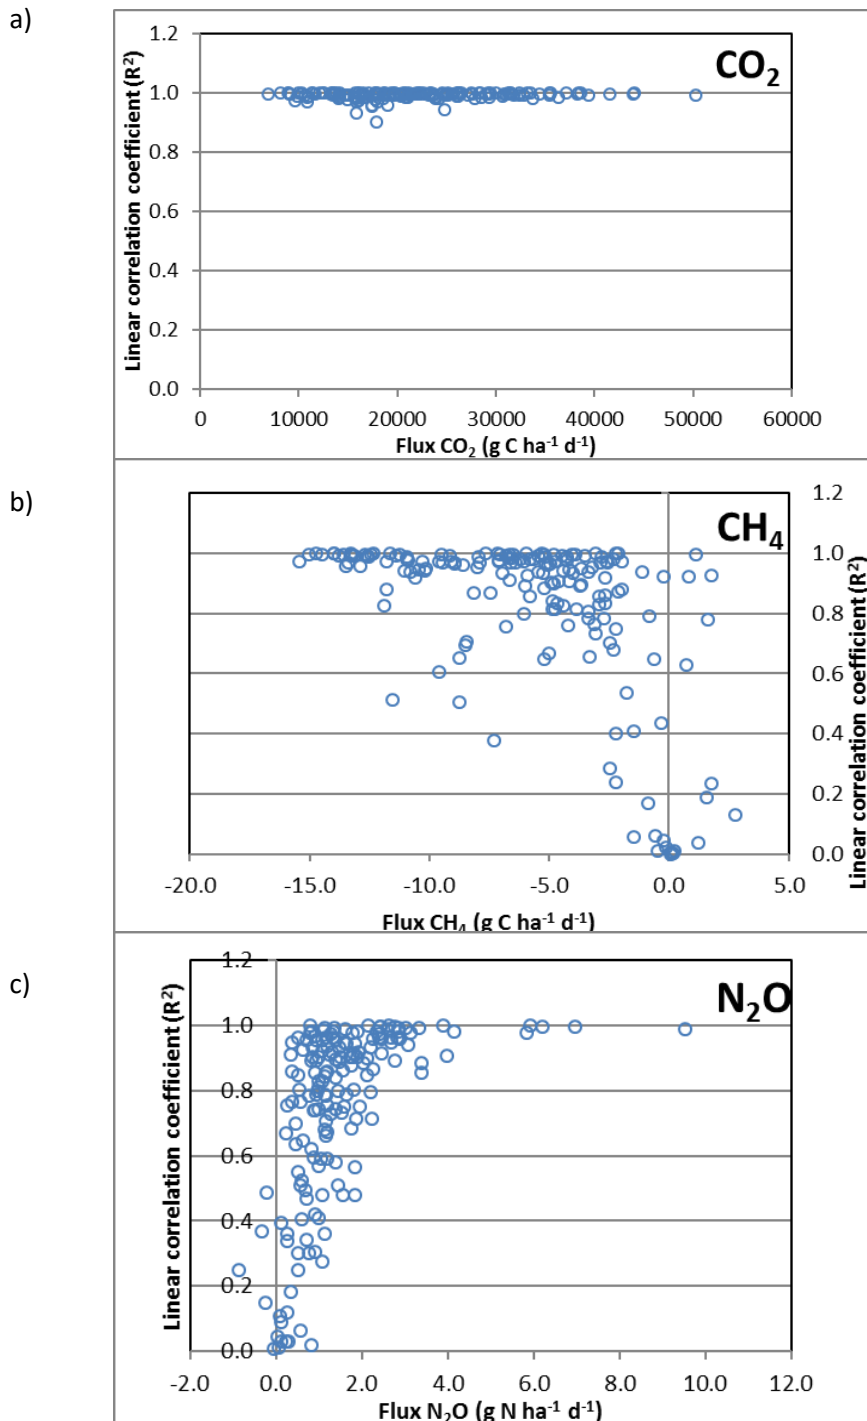 a)
CO₂
Linear correlation coefficient (R²)
1.2
1.0
0.8
0.6
0.4
0.2
0.0
0 10000 20000 30000 40000 50000 60000
Flux CO₂ (g C ha⁻¹ d⁻¹)
b)
CH₄
1.2
1.0
0.8
0.6
0.4
0.2
0.0
Linear correlation coefficient (R²)
-20.0 -15.0 -10.0 -5.0 0.0 5.0
Flux CH₄ (g C ha⁻¹ d⁻¹)
c)
N₂O
Linear correlation coefficient (R²)
1.2
1.0
0.8
0.6
0.4
0.2
0.0
-2.0 0.0 2.0 4.0 6.0 8.0 10.0 12.0
Flux N₂O (g N ha⁻¹ d⁻¹)